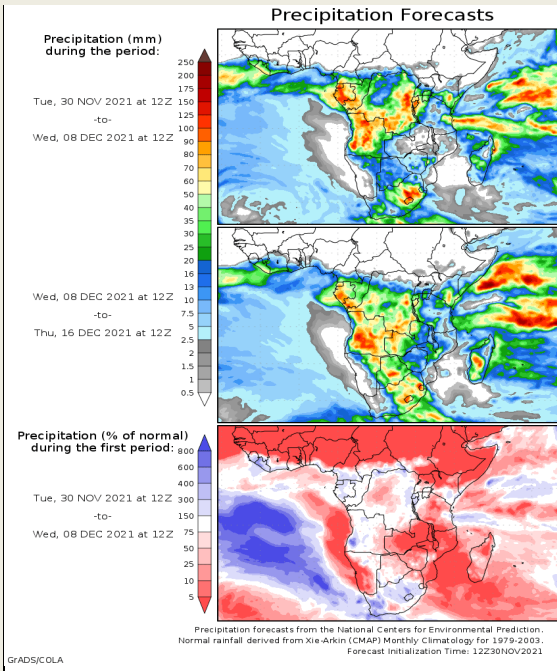 Precipitation Forecasts
Precipitation (mm)
during the period:
Tue, 30 NOV 2021 at 12Z
-to-
Wed, 08 DEC 2021 at 12Z
250
200
175
150
125
100
90
80
70
60
50
40
35
30
25
20
16
13
10
7.5
5
2.5
2
1.5
1
0.5
Wed, 08 DEC 2021 at 12Z
-to-
Thu, 16 DEC 2021 at 12Z
Precipitation (% of normal)
during the first period:
Tue, 30 NOV 2021 at 12Z
-to-
Wed, 08 DEC 2021 at 12Z
800
600
400
300
150
75
50
25
10
5
Precipitation forecasts from the National Centers for Environmental Prediction.
Normal rainfall derived from Xie-Arkin (CMAP) Monthly Climatology for 1979-2003.
Forecast Initialization Time: 12Z30NOV2021
GrADS/COLA